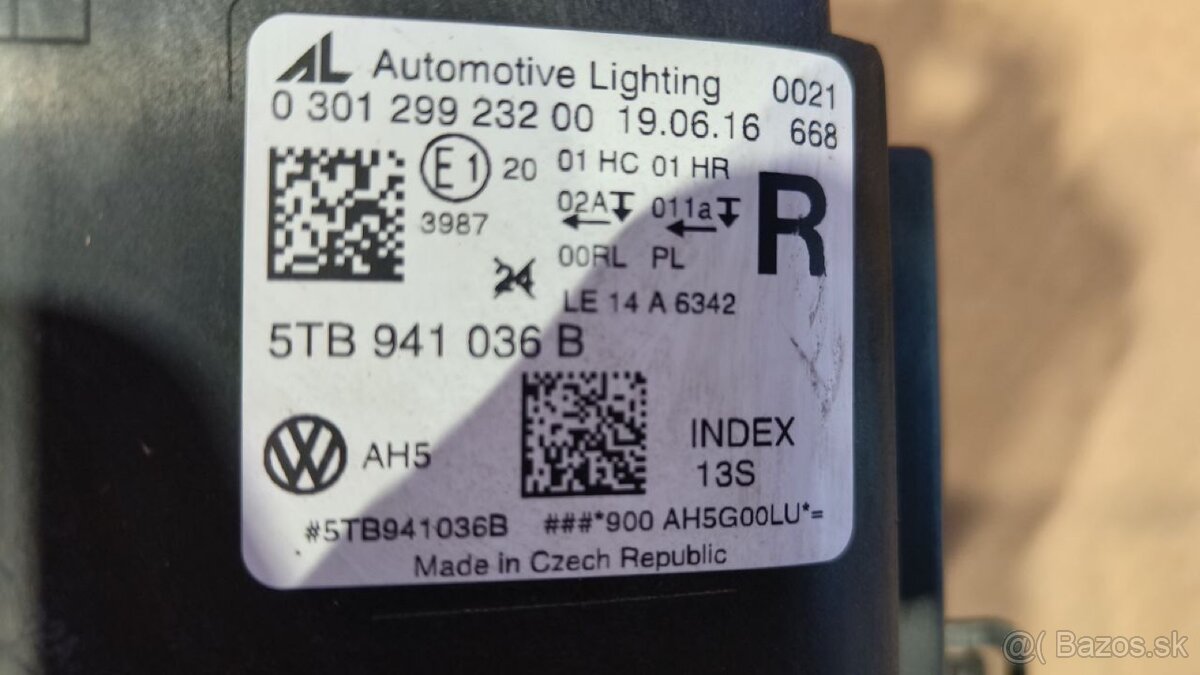 AL Automotive Lighting 0021
0 301 299 232 00 19.06.16 668
E1 20 01 HC 01 HR
3987 02A 011a R
00RL PL
24
LE 14 A 6342
5TB 941 036 B
VW AH5
INDEX
13S
#5TB941036B ###*900 AH5G00LU*=
Made in Czech Republic
@( Bazos.sk